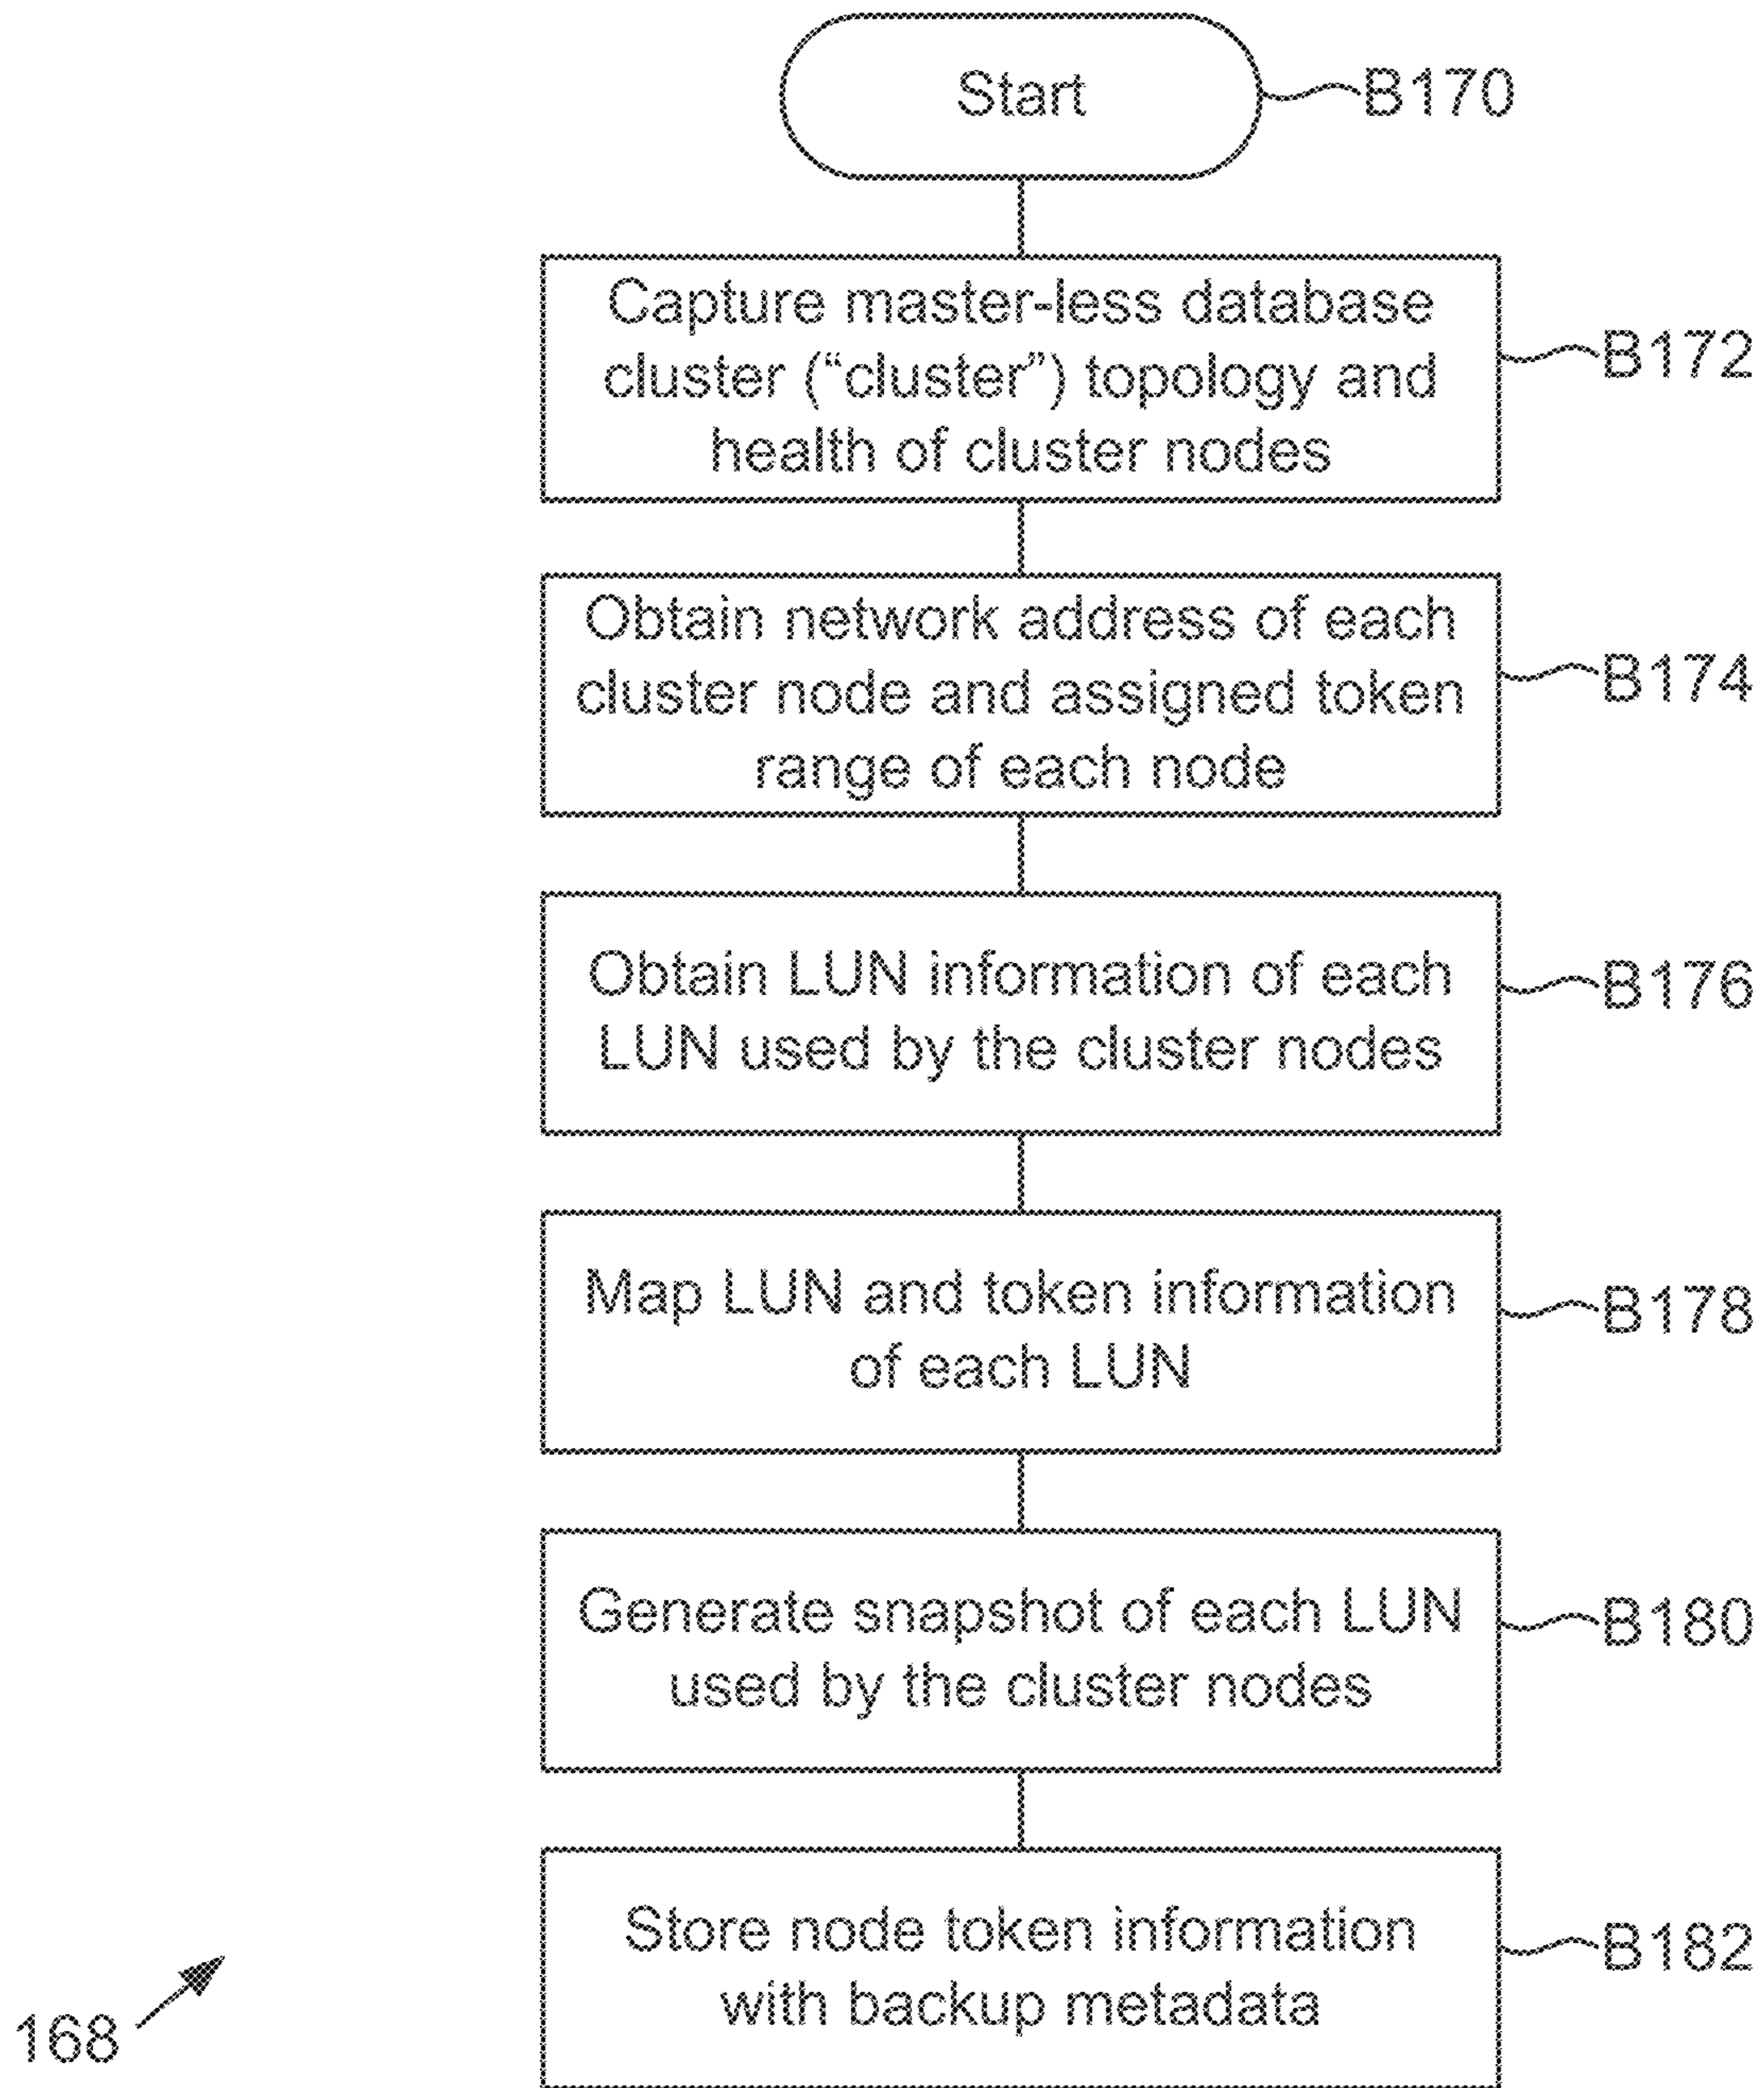 Start
B170
Capture master-less database
cluster (“cluster”) topology and
health of cluster nodes
B172
Obtain network address of each
cluster node and assigned token
range of each node
B174
Obtain LUN information of each
LUN used by the cluster nodes
B176
Map LUN and token information
of each LUN
B178
Generate snapshot of each LUN
used by the cluster nodes
B180
Store node token information
with backup metadata
B182
168